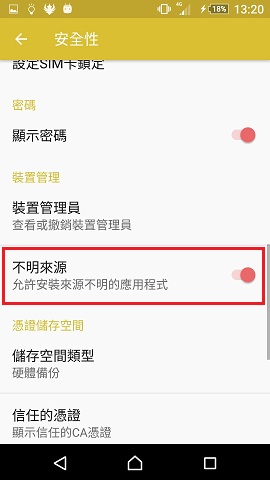 4G 18% 13:20
安全性
設定SIM卡鎖定
密碼
顯示密碼
裝置管理
裝置管理員
查看或撤銷裝置管理員
不明來源
允許安裝來源不明的應用程式
憑證儲存空間
儲存空間類型
硬體備份
信任的憑證
顯示信任的CA憑證